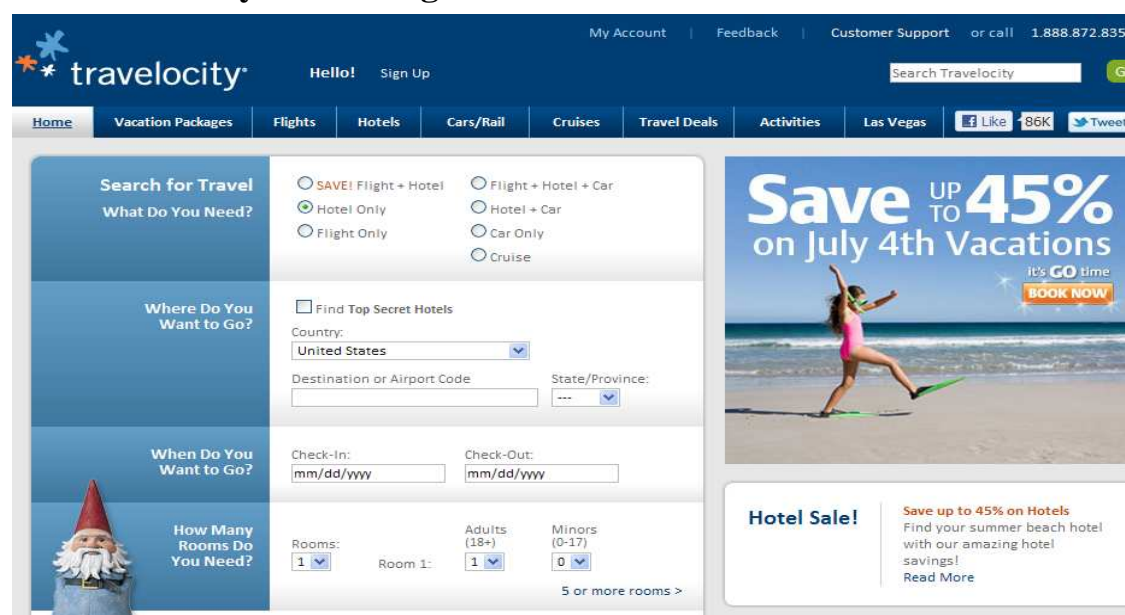 My Account | Feedback | Customer Support or call 1.888.872.835
travelocity
Hello! Sign Up
Search Travelocity
Home Vacation Packages Flights Hotels Cars/Rail Cruises Travel Deals Activities Las Vegas Like 86K Tweet
Search for Travel
What Do You Need?
SAVE! Flight + Hotel Flight + Hotel + Car
Hotel Only Hotel + Car
Flight Only Car Only
Cruise
Where Do You
Want to Go?
Find Top Secret Hotels
Country:
United States
Destination or Airport Code State/Province:
---
When Do You
Want to Go?
Check-In: Check-Out:
mm/dd/yyyy mm/dd/yyyy
How Many
Rooms Do
You Need?
Rooms: Adults (18+) Minors (0-17)
1 Room 1: 1 0
5 or more rooms >
Save UP TO 45%
on July 4th Vacations
it's GO time
BOOK NOW
Hotel Sale!
Save up to 45% on Hotels
Find your summer beach hotel
with our amazing hotel
savings!
Read More